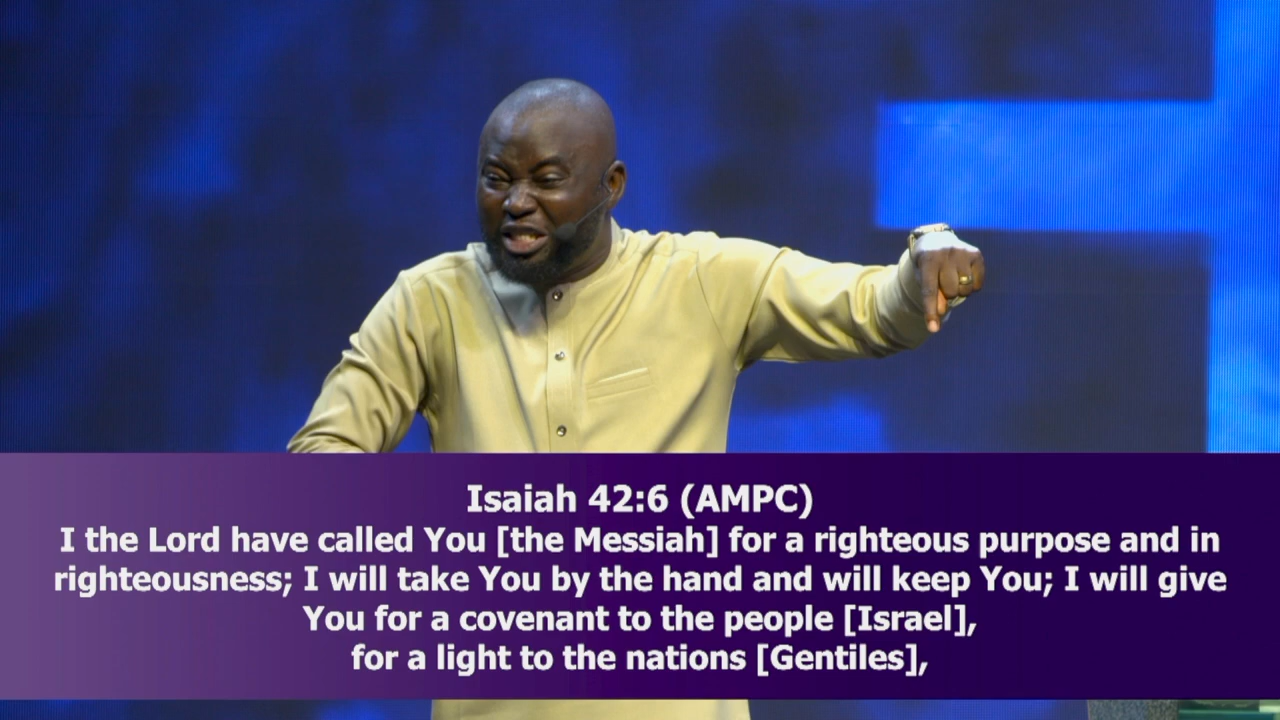 Isaiah 42:6 (AMPC)
I the Lord have called You [the Messiah] for a righteous purpose and in
righteousness; I will take You by the hand and will keep You; I will give
You for a covenant to the people [Israel],
for a light to the nations [Gentiles],